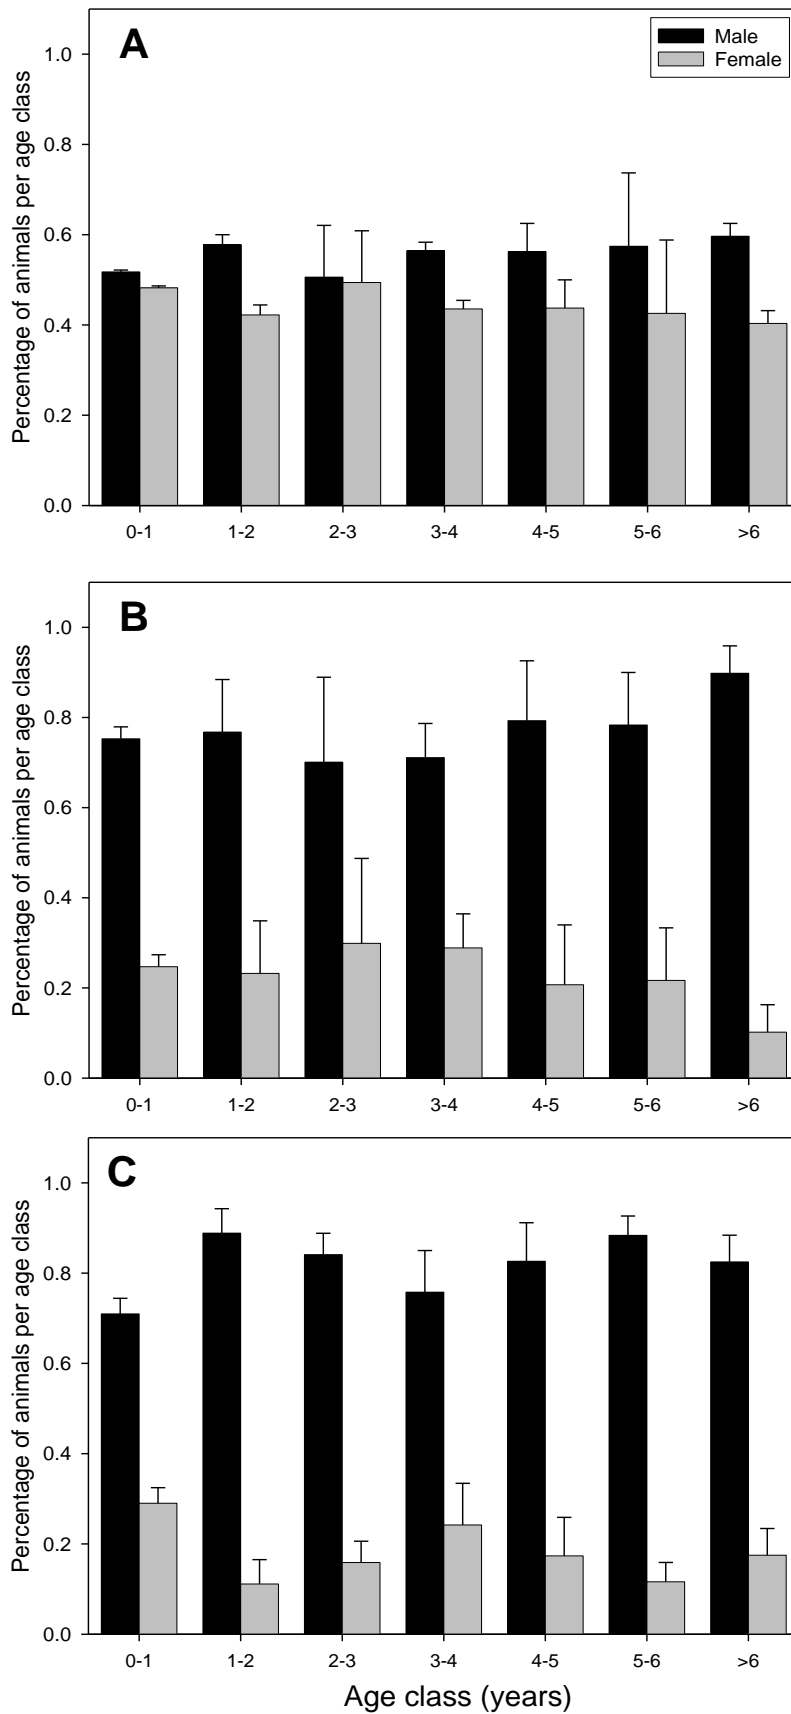 A
Male
Female
Percentage of animals per age class
1.0
0.8
0.6
0.4
0.2
0.0
0-1 1-2 2-3 3-4 4-5 5-6 >6
B
Percentage of animals per age class
1.0
0.8
0.6
0.4
0.2
0.0
0-1 1-2 2-3 3-4 4-5 5-6 >6
C
Percentage of animals per age class
1.0
0.8
0.6
0.4
0.2
0.0
0-1 1-2 2-3 3-4 4-5 5-6 >6
Age class (years)